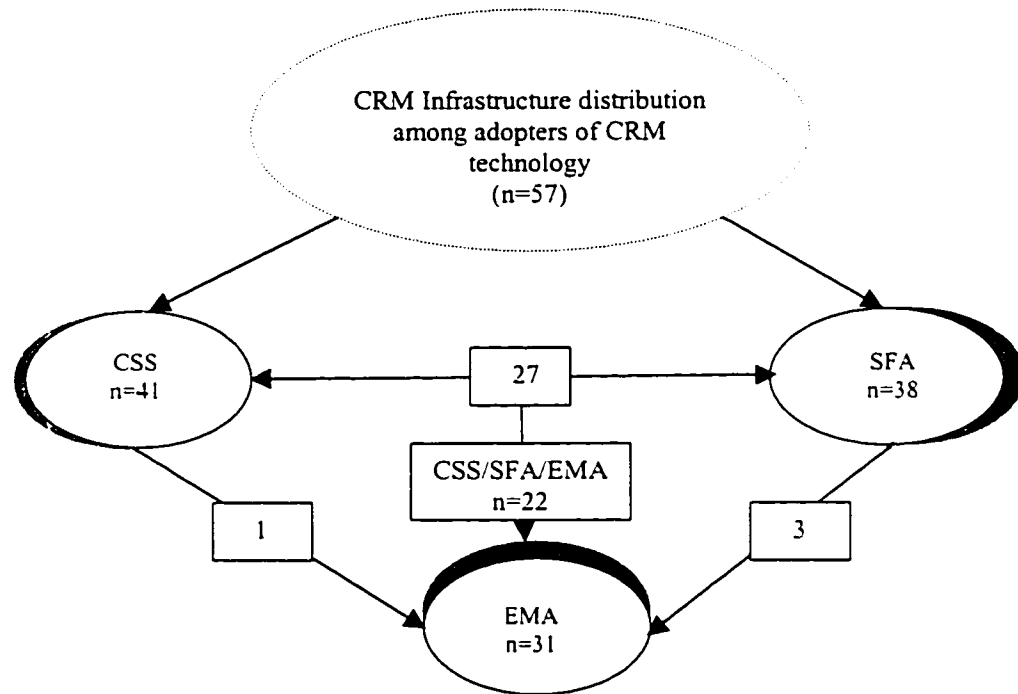 CRM Infrastructure distribution
among adopters of CRM
technology
(n=57)
CSS
n=41
27
SFA
n=38
CSS/SFA/EMA
n=22
1
3
EMA
n=31